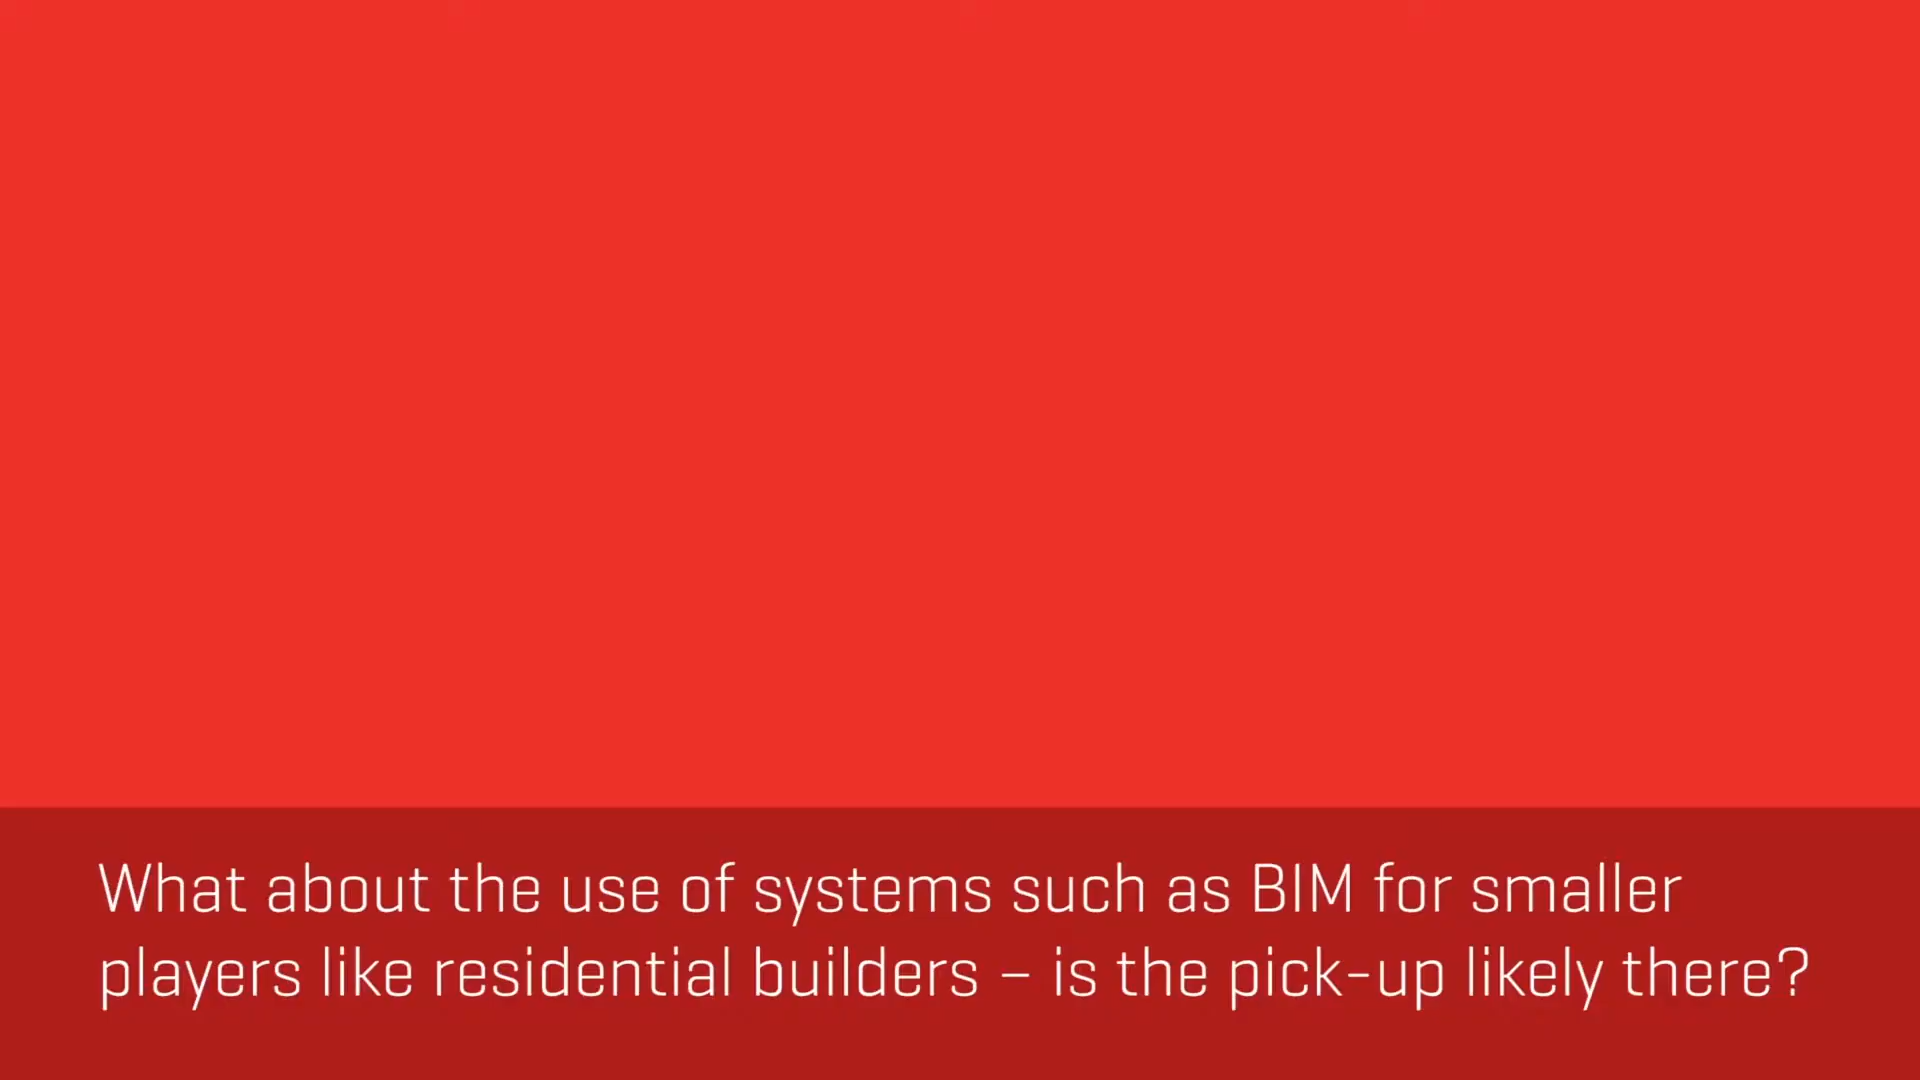 What about the use of systems such as BIM for smaller
players like residential builders – is the pick-up likely there?